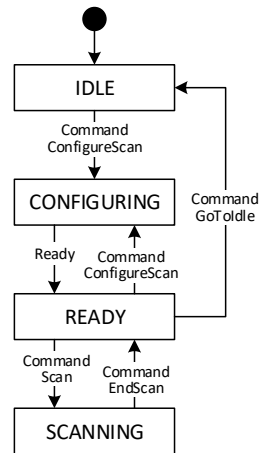 IDLE
Command
ConfigureScan
Command
GoToIdle
CONFIGURING
Ready
Command
ConfigureScan
READY
Command
Scan
Command
EndScan
SCANNING